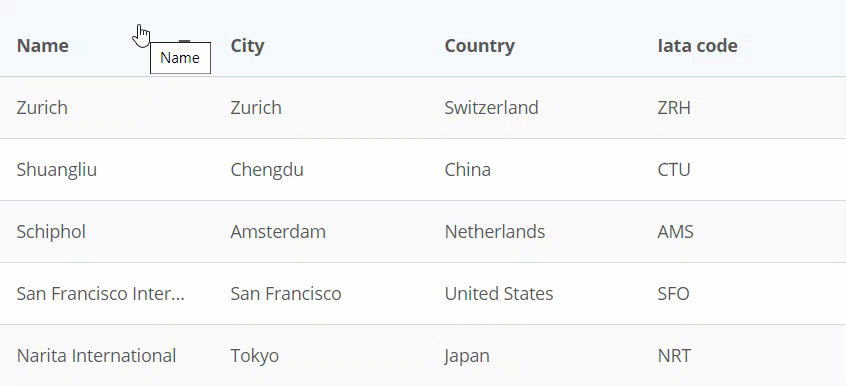 Name City Country Iata code
Name
Zurich Zurich Switzerland ZRH
Shuangliu Chengdu China CTU
Schiphol Amsterdam Netherlands AMS
San Francisco Inter... San Francisco United States SFO
Narita International Tokyo Japan NRT